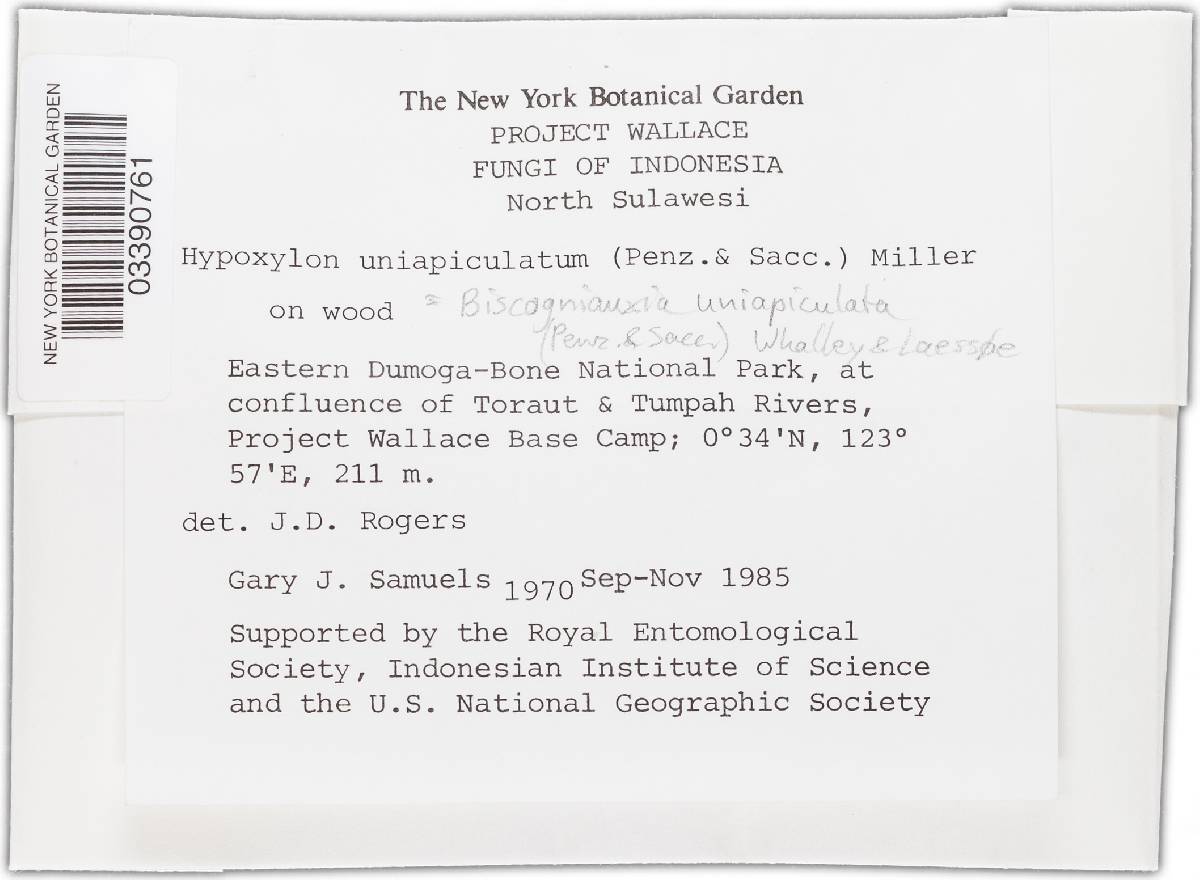 NEW YORK BOTANICAL GARDEN
03390761
The New York Botanical Garden
PROJECT WALLACE
FUNGI OF INDONESIA
North Sulawesi
Hypoxylon uniapiculatum (Penz.& Sacc.) Miller
on wood = Biscogniauxia uniapiculata
(Penz. & Sacc.) Whalley & Laessøe
Eastern Dumoga-Bone National Park, at
confluence of Toraut & Tumpah Rivers,
Project Wallace Base Camp; 0°34'N, 123°
57'E, 211 m.
det. J.D. Rogers
Gary J. Samuels 1970 Sep-Nov 1985
Supported by the Royal Entomological
Society, Indonesian Institute of Science
and the U.S. National Geographic Society